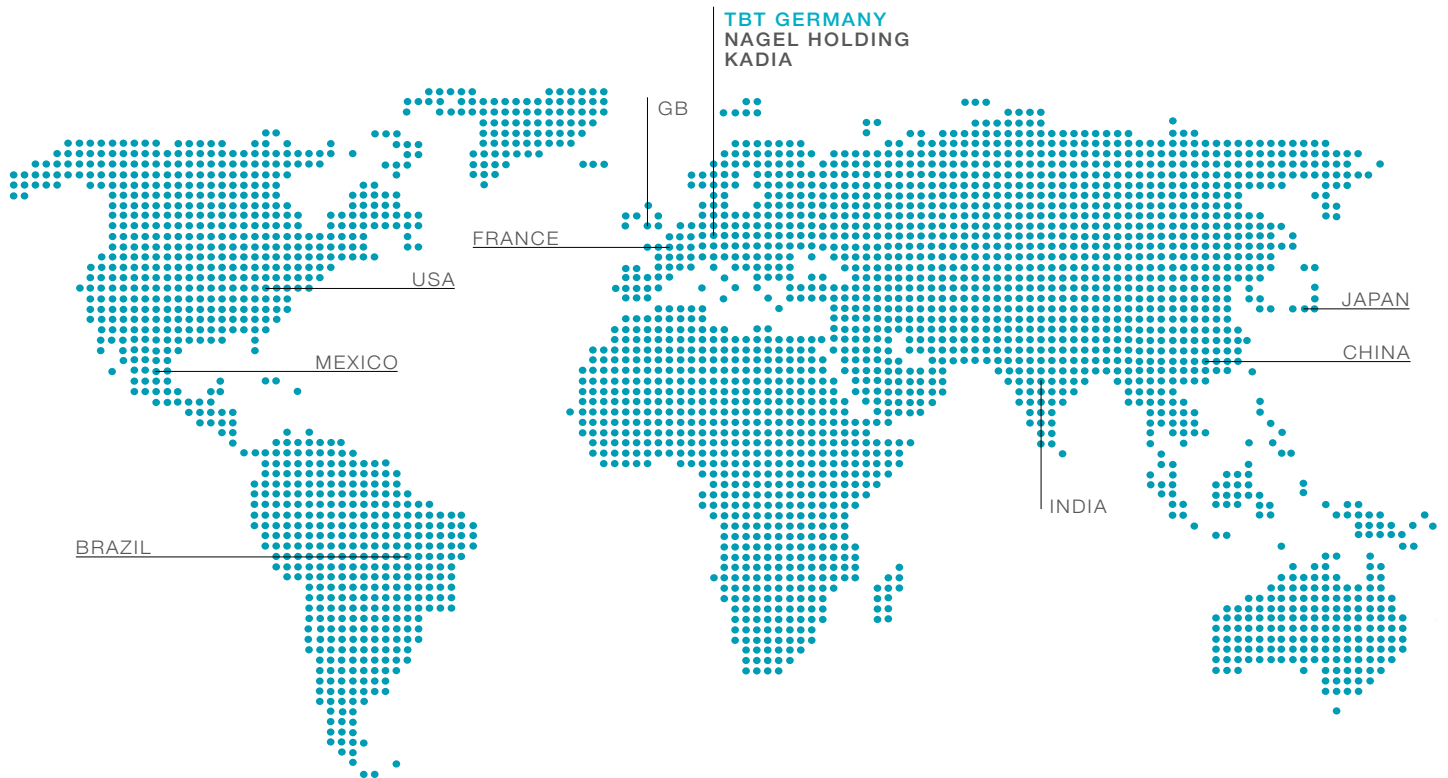 TBT GERMANY
NAGEL HOLDING
KADIA
GB
FRANCE
USA
JAPAN
CHINA
MEXICO
INDIA
BRAZIL